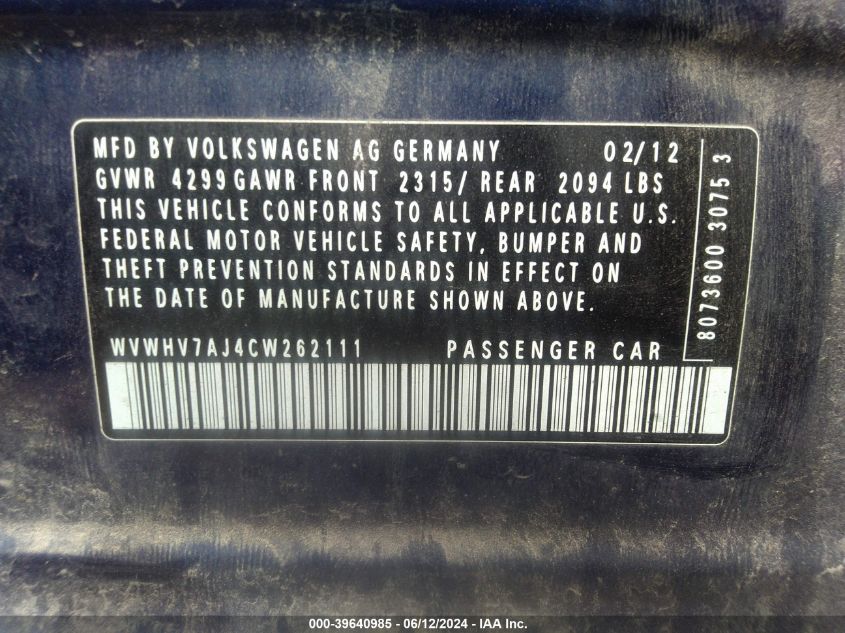 MFD BY VOLKSWAGEN AG GERMANY 02/12
GVWR 4299 GAWR FRONT 2315/ REAR 2094 LBS
THIS VEHICLE CONFORMS TO ALL APPLICABLE U.S.
FEDERAL MOTOR VEHICLE SAFETY, BUMPER AND
THEFT PREVENTION STANDARDS IN EFFECT ON
THE DATE OF MANUFACTURE SHOWN ABOVE.
WVWHV7AJ4CW262111 PASSENGER CAR
8073600 3075 3
000-39640985 - 06/12/2024 - IAA Inc.